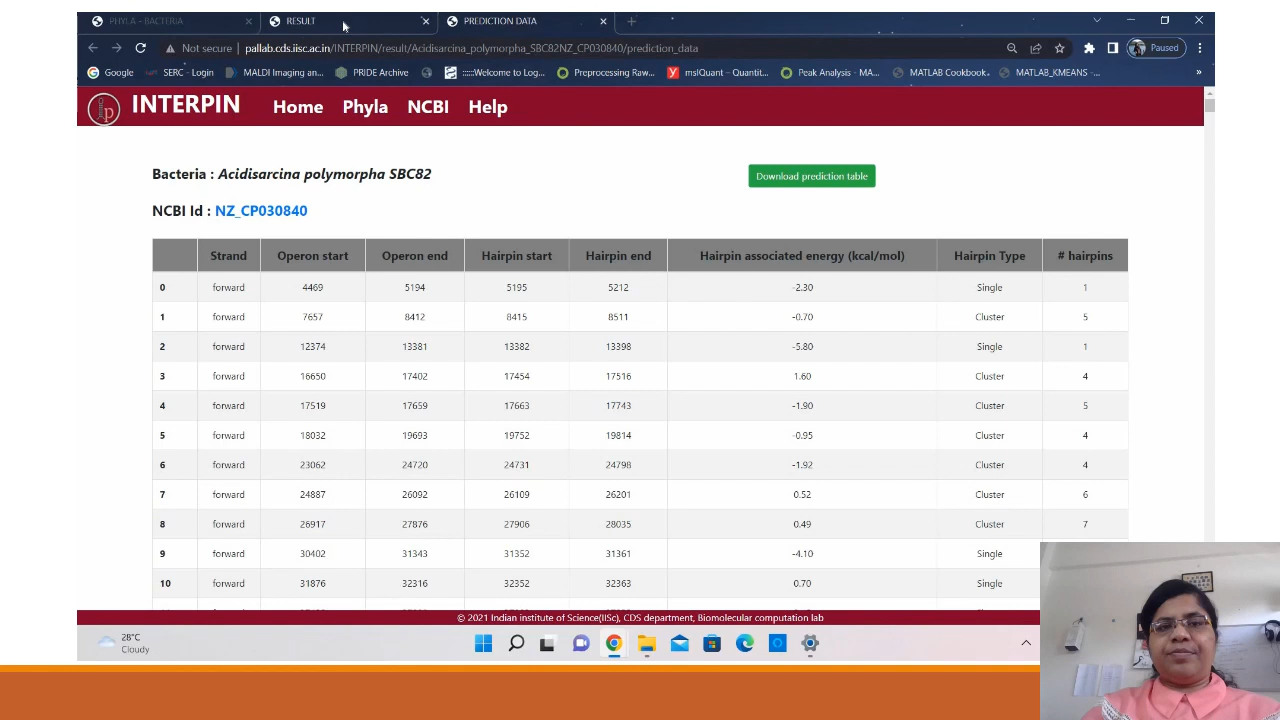 PHYLA - BACTERIA
RESULT
PREDICTION DATA
Not secure | pallab.cds.iisc.ac.in/INTERPIN/result/Acidisarcina_polymorpha_SBC82NZ_CP030840/prediction_data
Paused
Google SERC - Login MALDI Imaging an... PRIDE Archive :::::Welcome to Log... Preprocessing Raw... msIQuant – Quantit... Peak Analysis - MA... MATLAB Cookbook. MATLAB_KMEANS -... »
INTERPIN Home Phyla NCBI Help
Bacteria : Acidisarcina polymorpha SBC82
Download prediction table
NCBI Id : NZ_CP030840
Strand Operon start Operon end Hairpin start Hairpin end Hairpin associated energy (kcal/mol) Hairpin Type # hairpins
0 forward 4469 5194 5195 5212 -2.30 Single 1
1 forward 7657 8412 8415 8511 -0.70 Cluster 5
2 forward 12374 13381 13382 13398 -5.80 Single 1
3 forward 16650 17402 17454 17516 1.60 Cluster 4
4 forward 17519 17659 17663 17743 -1.90 Cluster 5
5 forward 18032 19693 19752 19814 -0.95 Cluster 4
6 forward 23062 24720 24731 24798 -1.92 Cluster 4
7 forward 24887 26092 26109 26201 0.52 Cluster 6
8 forward 26917 27876 27906 28035 0.49 Cluster 7
9 forward 30402 31343 31352 31361 -4.10 Single
10 forward 31876 32316 32352 32363 0.70 Single
© 2021 Indian institute of Science(IISc), CDS department, Biomolecular computation lab
28°C
Cloudy